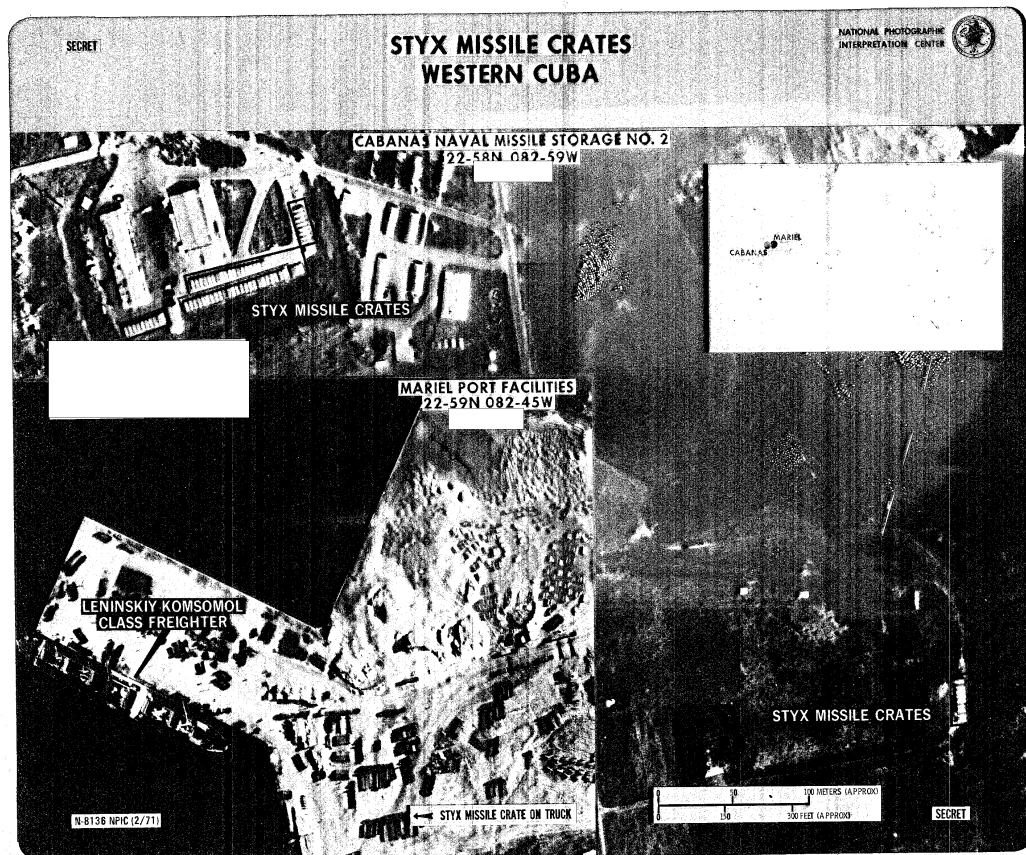 SECRET
STYX MISSILE CRATES
WESTERN CUBA
NATIONAL PHOTOGRAPHIC
INTERPRETATION CENTER
CABANAS NAVAL MISSILE STORAGE NO. 2
22-58N 082-59W
MARIEL
CABANAS
STYX MISSILE CRATES
MARIEL PORT FACILITIES
22-59N 082-45W
LENINSKIY KOMSOMOL
CLASS FREIGHTER
STYX MISSILE CRATES
0 50 100 METERS (APPROX)
0 150 300 FEET (APPROX)
STYX MISSILE CRATE ON TRUCK
N-8136 NPIC (2/71)
SECRET